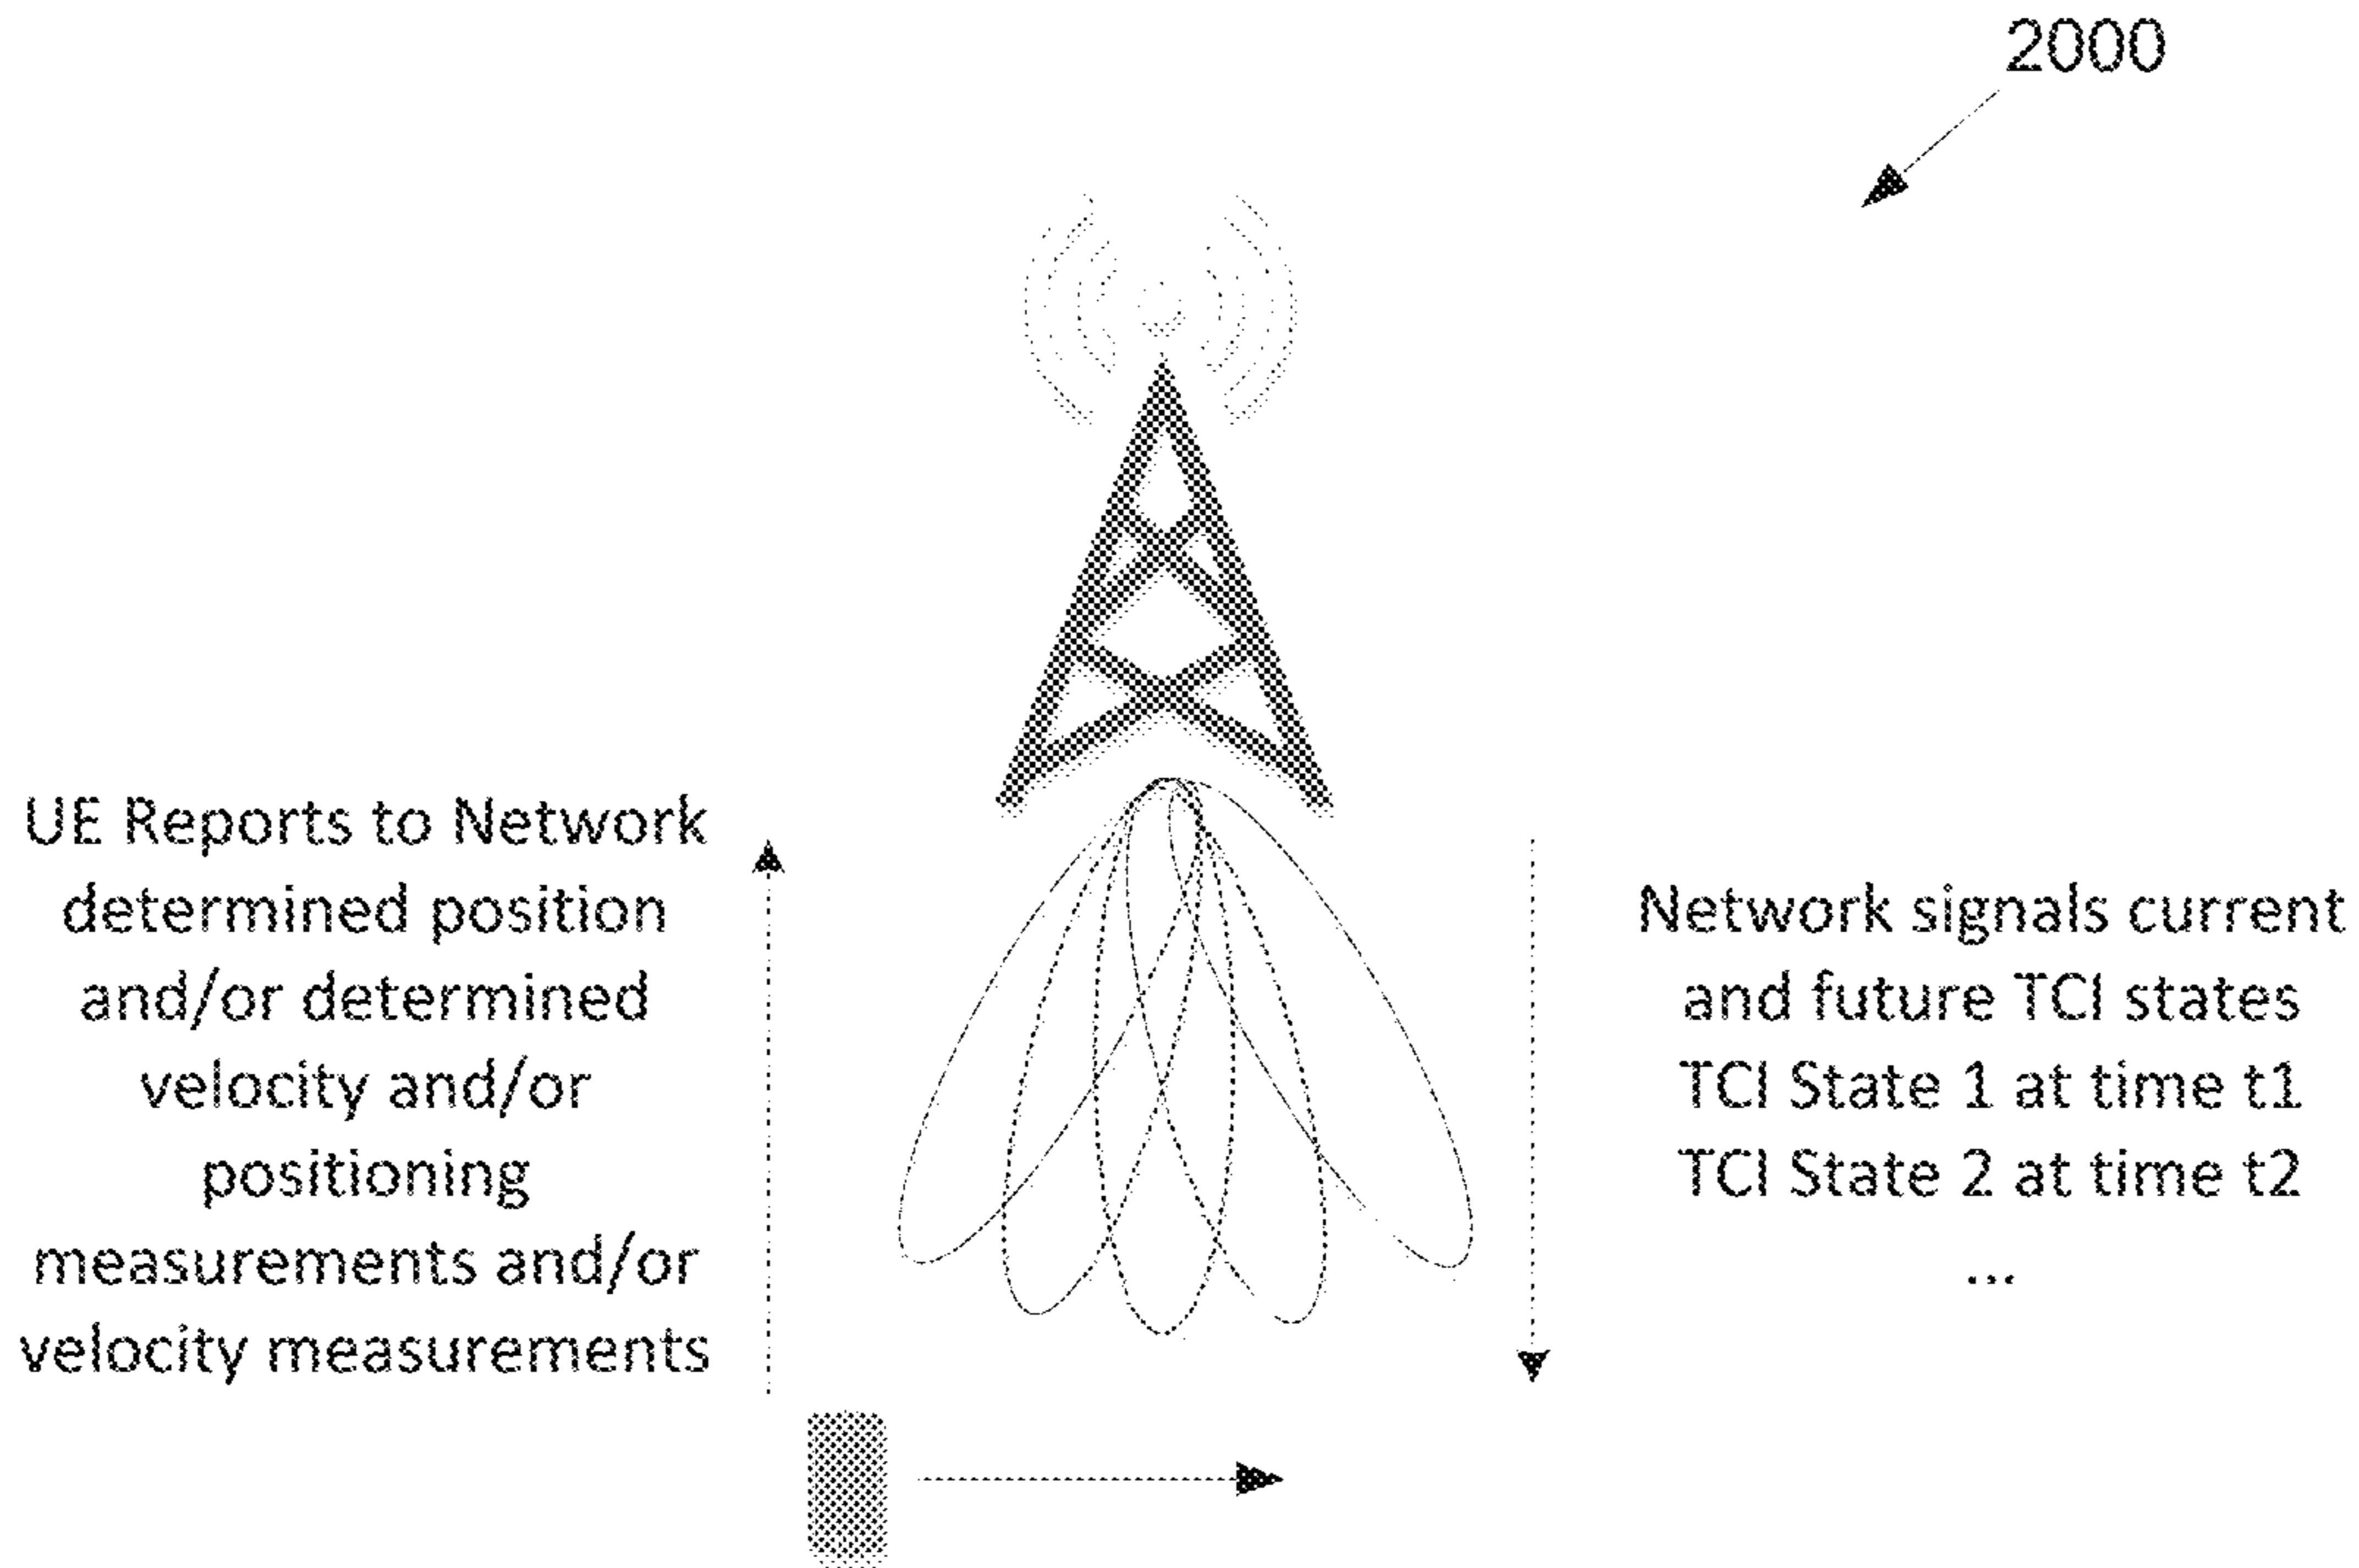 2000
UE Reports to Network
determined position
and/or determined
velocity and/or
positioning
measurements and/or
velocity measurements
Network signals current
and future TCI states
TCI State 1 at time t1
TCI State 2 at time t2
...